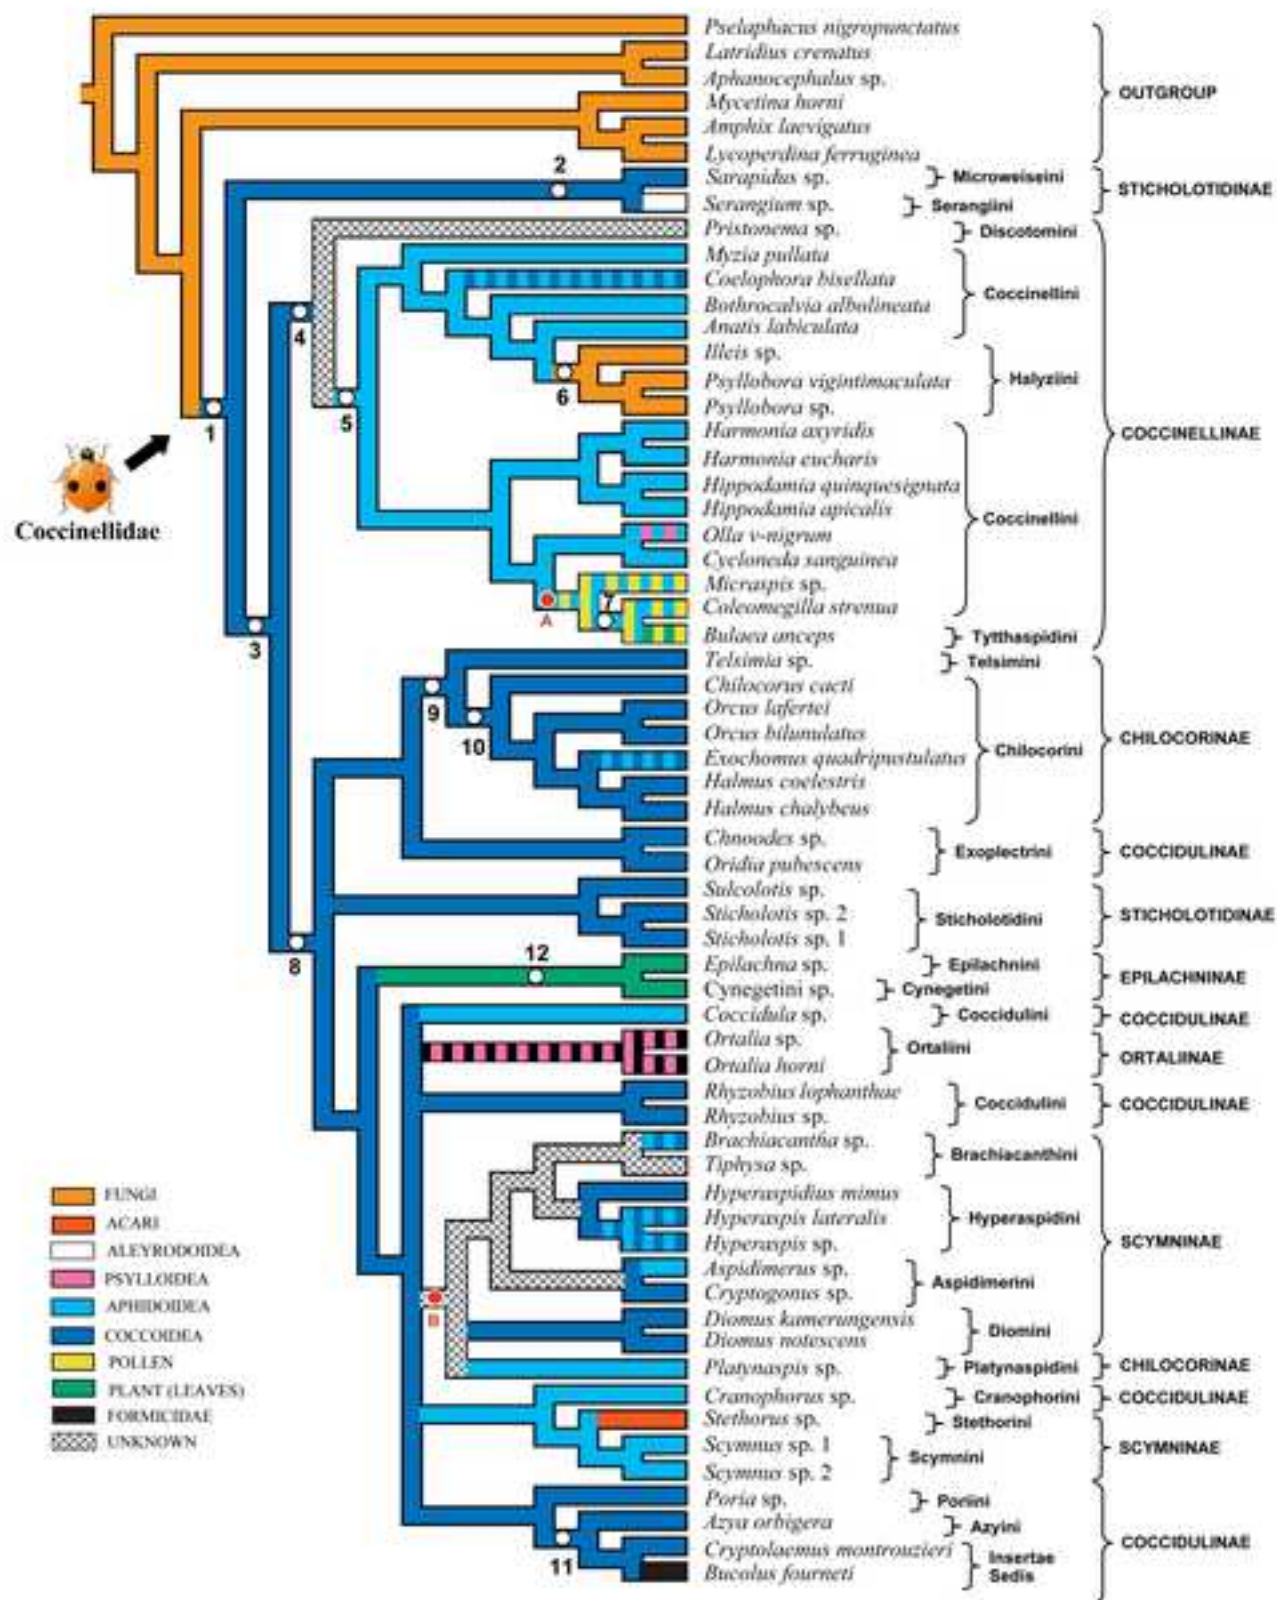 Pselaphacus nigropunctatus
Latridius crenatus
Aphanocephalus sp.
OUTGROUP
Mycetina horni
Amphix laevigatus
Lycoperdina ferruginea
2
Sarapidus sp.
Microweiseini
STICHOLOTIDINAE
Serangium sp.
Serangiini
Pristonema sp.
Discotomini
Myzia pullata
Coelophora bisellata
Coccinellini
Bothrocalvia albolineata
Anatis labiculata
4
Illeis sp.
Halyziini
Psyllobora vigintimaculata
6
Psyllobora sp.
5
1
Harmonia axyridis
COCCINELLINAE
Harmonia eucharis
Hippodamia quinquesignata
Hippodamia apicalis
Coccinellini
Coccinellidae
Olla v-nigrum
Cycloneda sanguinea
Micraspis sp.
7
Coleomegilla strenua
A
Bulaea anceps
Tytthaspidini
3
Telsimia sp.
Telsimini
Chilocorus cacti
9
Orcus lafertei
10
Orcus bilunulatus
CHILOCORINAE
Chilocorini
Exochomus quadripustulatus
Halmus coelestris
Halmus chalybeus
Chnoodes sp.
Exoplectrini
COCCIDULINAE
Oridia pubescens
Sulcolotis sp.
Sticholotis sp. 2
Sticholotidini
STICHOLOTIDINAE
Sticholotis sp. 1
8
12
Epilachna sp.
Epilachnini
EPILACHNINAE
Cynegetini sp.
Cynegetini
Coccidula sp.
Coccidulini
COCCIDULINAE
Ortalia sp.
Ortaliini
ORTALIINAE
Ortalia horni
Rhyzobius lophanthae
Coccidulini
COCCIDULINAE
Rhyzobius sp.
Brachiacantha sp.
Brachiacanthini
Tiphysa sp.
Hyperaspidius mimus
Hyperaspis lateralis
Hyperaspidini
Hyperaspis sp.
SCYMNINAE
Aspidimerus sp.
Aspidimerini
Cryptogonus sp.
B
Diomus kamerungensis
Diomini
Diomus notescens
Platynaspis sp.
Platynaspidini
CHILOCORINAE
Cranophorus sp.
Cranophorini
COCCIDULINAE
Stethorus sp.
Stethorini
Scymnus sp. 1
SCYMNINAE
Scymnini
Scymnus sp. 2
Poria sp.
Poriini
Azya orbigera
Azyini
COCCIDULINAE
11
Cryptolaemus montrouzieri
Insertae
Bucolus fourneti
Sedis
FUNGI
ACARI
ALEYRODOIDEA
PSYLLOIDEA
APHIDOIDEA
COCCOIDEA
POLLEN
PLANT (LEAVES)
FORMICIDAE
UNKNOWN